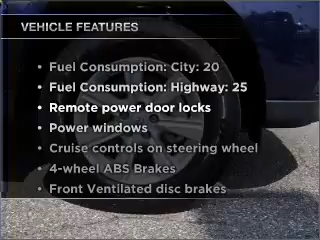 VEHICLE FEATURES
• Fuel Consumption: City: 20
• Fuel Consumption: Highway: 25
• Remote power door locks
• Power windows
• Cruise controls on steering wheel
• 4-wheel ABS Brakes
• Front Ventilated disc brakes